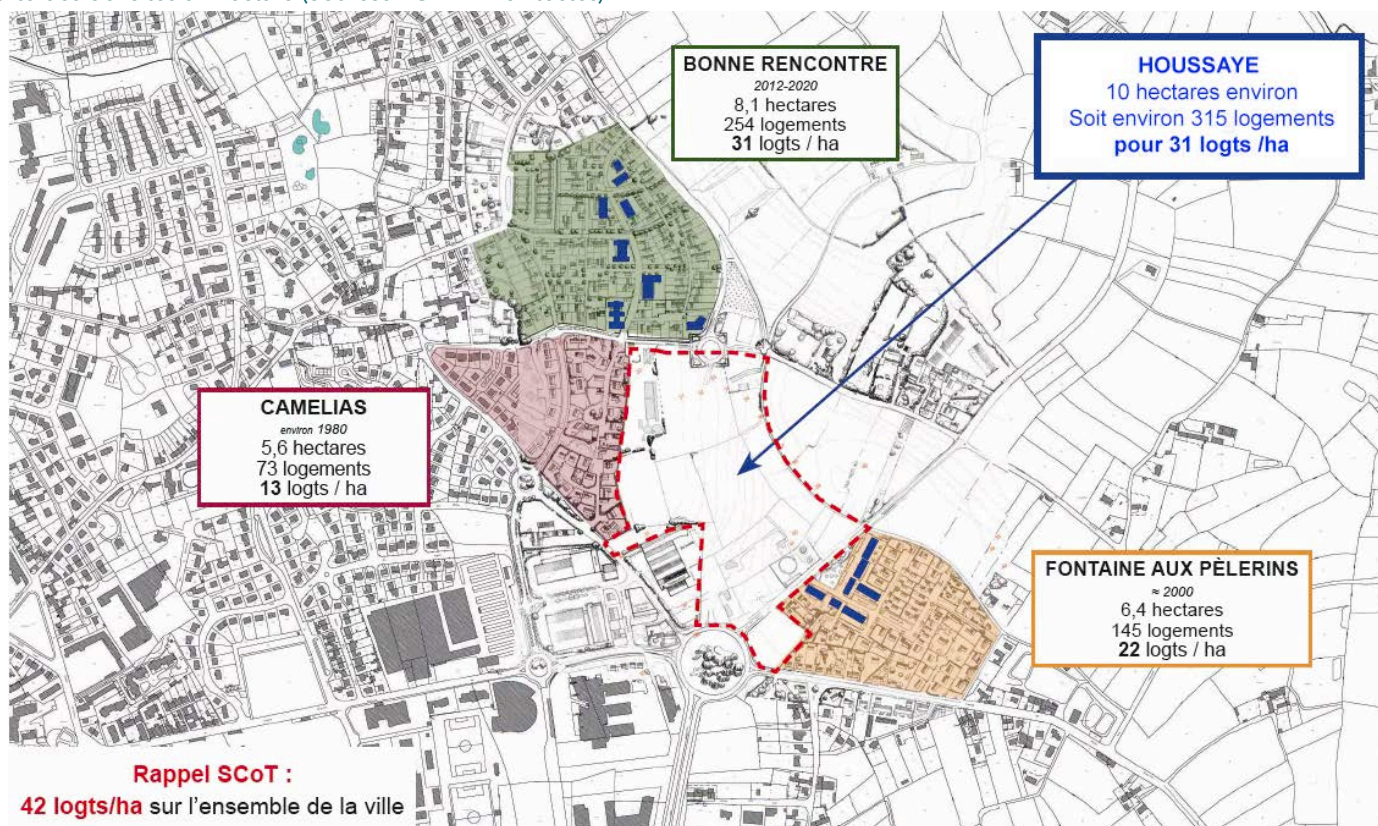 BONNE RENCONTRE
2012-2020
8,1 hectares
254 logements
31 logts / ha
HOUSSAYE
10 hectares environ
Soit environ 315 logements
pour 31 logts /ha
CAMELIAS
environ 1980
5,6 hectares
73 logements
13 logts / ha
FONTAINE AUX PÈLERINS
≈ 2000
6,4 hectares
145 logements
22 logts / ha
Rappel SCoT :
42 logts/ha sur l'ensemble de la ville